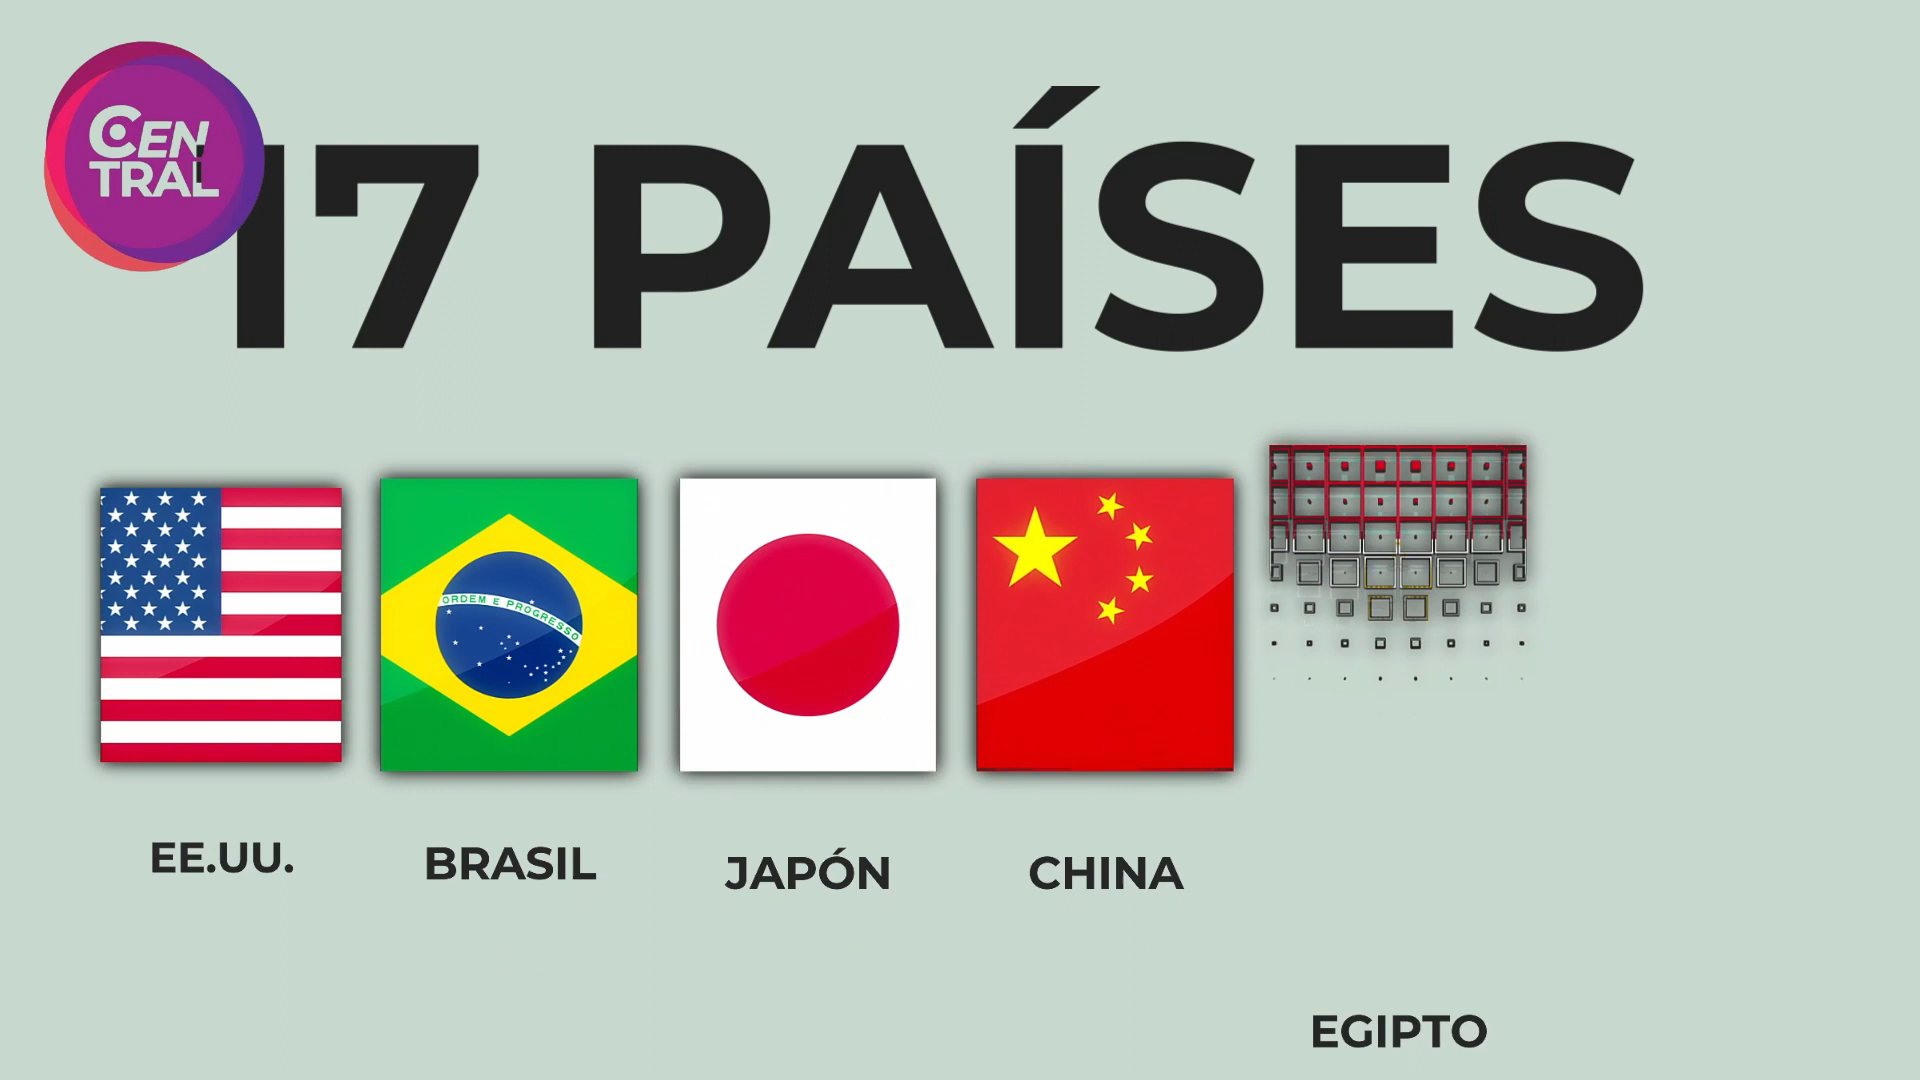 CEN
TRAL
17 PAÍSES
ORDEM E PROGRESSO
EE.UU.
BRASIL
JAPÓN
CHINA
EGIPTO